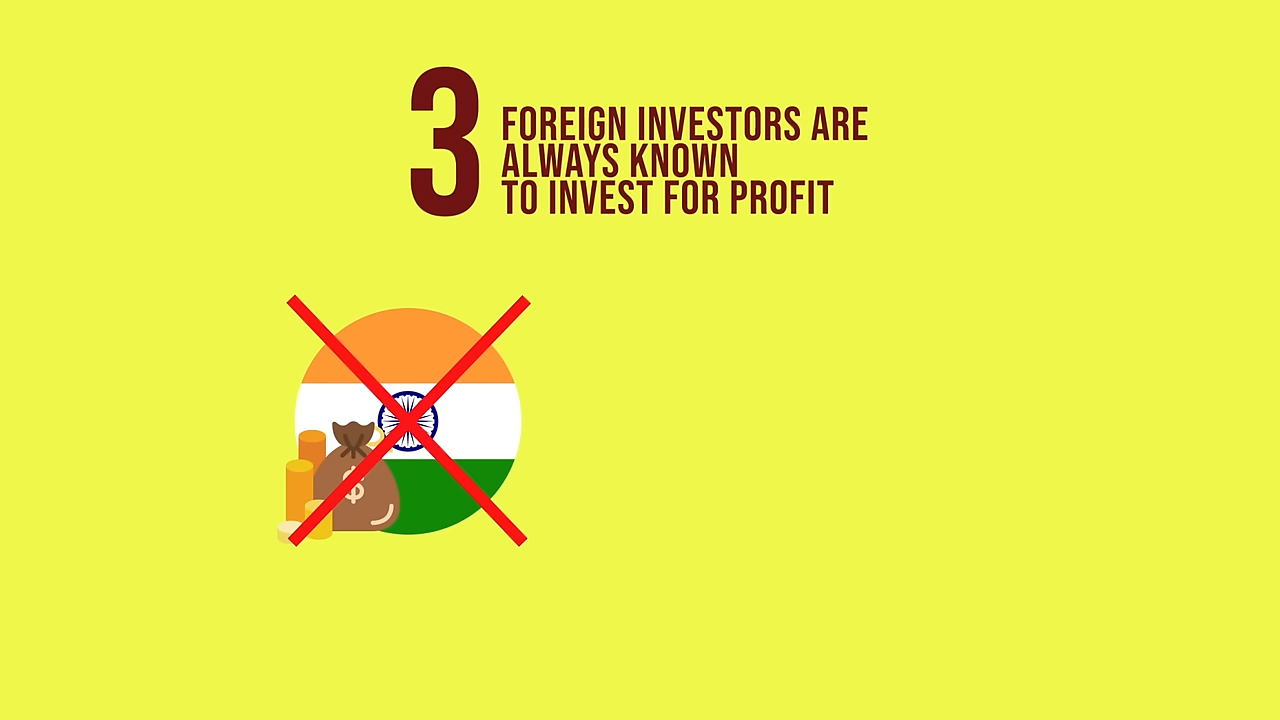 3
FOREIGN INVESTORS ARE
ALWAYS KNOWN
TO INVEST FOR PROFIT
$